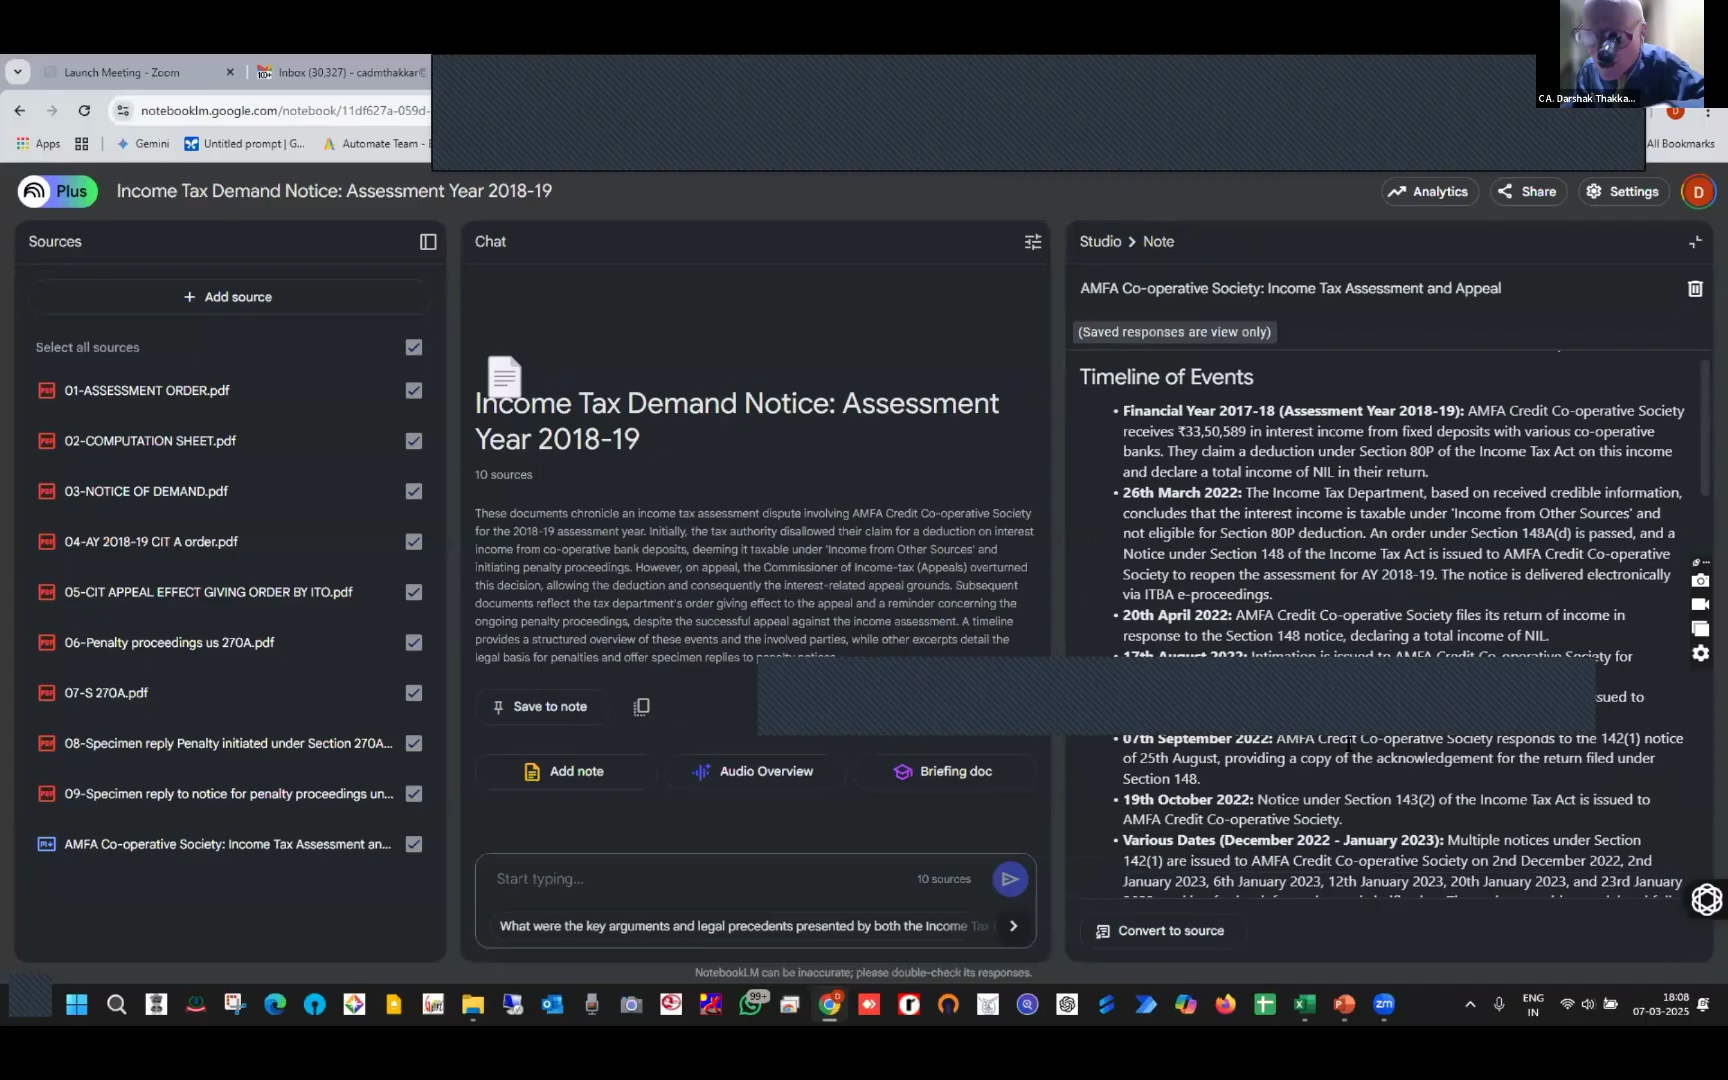 CA. Darshak Thakka...
Launch Meeting - Zoom
Inbox (30,327) - cadmthakkar@
notebooklm.google.com/notebook/11df627a-059d-
Apps
Gemini
Untitled prompt | G...
Automate Team - E
All Bookmarks
Plus
Income Tax Demand Notice: Assessment Year 2018-19
Analytics
Share
Settings
D
Sources
Add source
Select all sources
01-ASSESSMENT ORDER.pdf
02-COMPUTATION SHEET.pdf
03-NOTICE OF DEMAND.pdf
04-AY 2018-19 CIT A order.pdf
05-CIT APPEAL EFFECT GIVING ORDER BY ITO.pdf
06-Penalty proceedings us 270A.pdf
07-S 270A.pdf
08-Specimen reply Penalty initiated under Section 270A...
09-Specimen reply to notice for penalty proceedings un...
AMFA Co-operative Society: Income Tax Assessment an...
Chat
Income Tax Demand Notice: Assessment
Year 2018-19
10 sources
These documents chronicle an income tax assessment dispute involving AMFA Credit Co-operative Society
for the 2018-19 assessment year. Initially, the tax authority disallowed their claim for a deduction on interest
income from co-operative bank deposits, deeming it taxable under 'Income from Other Sources' and
initiating penalty proceedings. However, on appeal, the Commissioner of Income-tax (Appeals) overturned
this decision, allowing the deduction and consequently the interest-related appeal grounds. Subsequent
documents reflect the tax department's order giving effect to the appeal and a reminder concerning the
ongoing penalty proceedings, despite the successful appeal against the income assessment. A timeline
provides a structured overview of these events and the involved parties, while other excerpts detail the
legal basis for penalties and offer specimen replies to penalty notices.
Save to note
Add note
Audio Overview
Briefing doc
Start typing...
10 sources
What were the key arguments and legal precedents presented by both the Income Tax
NotebookLM can be inaccurate; please double-check its responses.
Studio > Note
AMFA Co-operative Society: Income Tax Assessment and Appeal
(Saved responses are view only)
Timeline of Events
• Financial Year 2017-18 (Assessment Year 2018-19): AMFA Credit Co-operative Society
receives ₹33,50,589 in interest income from fixed deposits with various co-operative
banks. They claim a deduction under Section 80P of the Income Tax Act on this income
and declare a total income of NIL in their return.
• 26th March 2022: The Income Tax Department, based on received credible information,
concludes that the interest income is taxable under 'Income from Other Sources' and
not eligible for Section 80P deduction. An order under Section 148A(d) is passed, and a
Notice under Section 148 of the Income Tax Act is issued to AMFA Credit Co-operative
Society to reopen the assessment for AY 2018-19. The notice is delivered electronically
via ITBA e-proceedings.
• 20th April 2022: AMFA Credit Co-operative Society files its return of income in
response to the Section 148 notice, declaring a total income of NIL.
• 17th August 2022: Intimation is issued to AMFA Credit Co-operative Society for
ssued to
• 07th September 2022: AMFA Credit Co-operative Society responds to the 142(1) notice
of 25th August, providing a copy of the acknowledgement for the return filed under
Section 148.
• 19th October 2022: Notice under Section 143(2) of the Income Tax Act is issued to
AMFA Credit Co-operative Society.
• Various Dates (December 2022 - January 2023): Multiple notices under Section
142(1) are issued to AMFA Credit Co-operative Society on 2nd December 2022, 2nd
January 2023, 6th January 2023, 12th January 2023, 20th January 2023, and 23rd January
Convert to source
99+
ENG
IN
18:08
07-03-2025